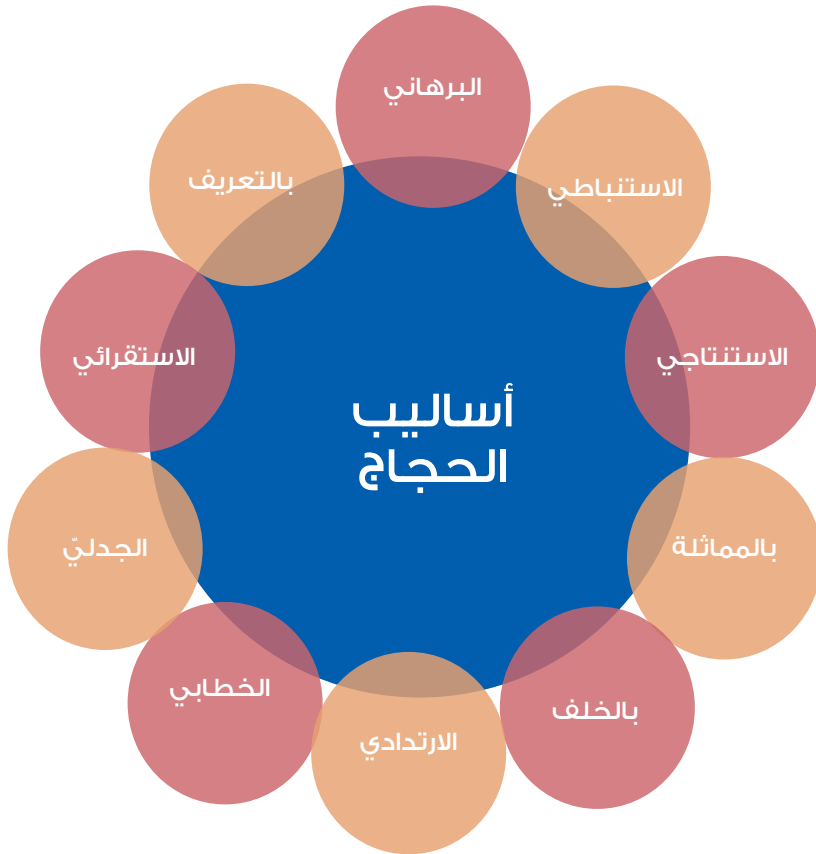 البرهاني
الاستنباطي
الاستنتاجي
بالمماثلة
بالخلف
الارتدادي
الخطابي
الجدليّ
الاستقرائي
بالتعريف
أساليب
الحجاج